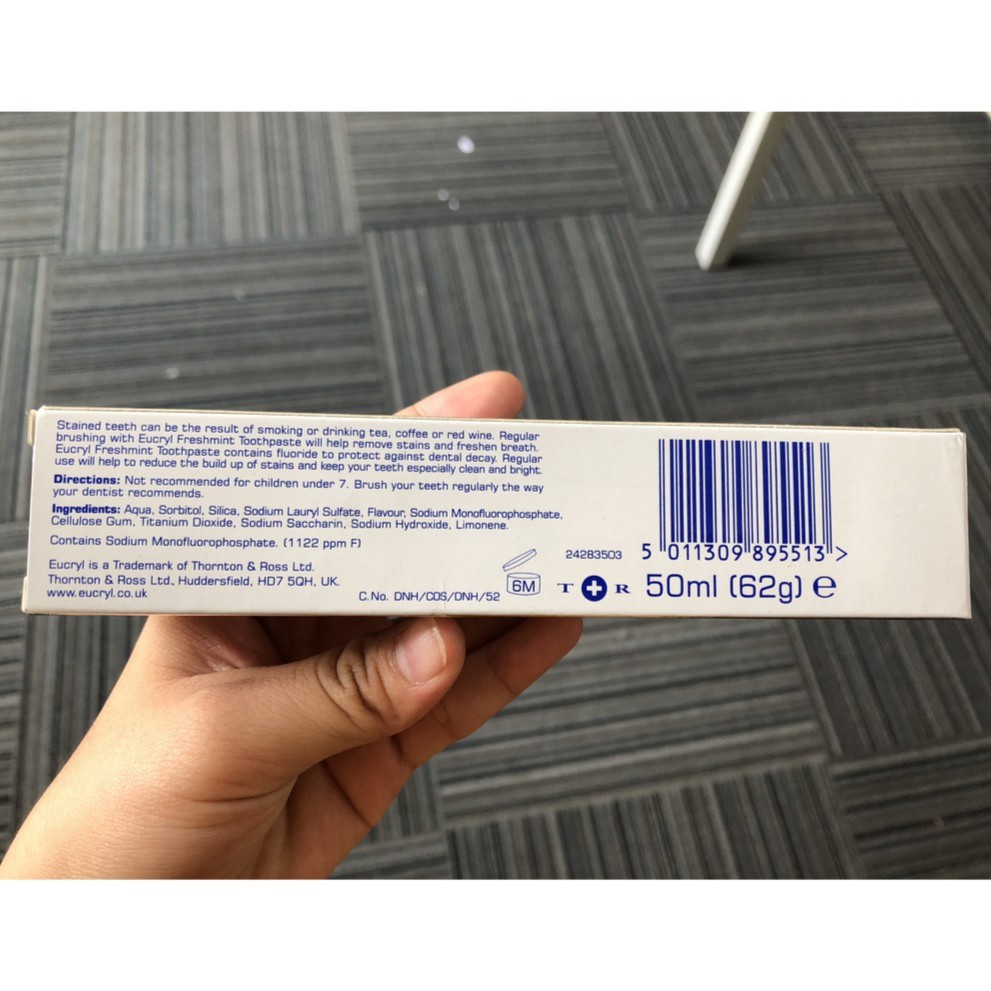 Stained teeth can be the result of smoking or drinking tea, coffee or red wine. Regular
brushing with Eucryl Freshmint Toothpaste will help remove stains and freshen breath.
Eucryl Freshmint Toothpaste contains fluoride to protect against dental decay. Regular
use will help to reduce the build up of stains and keep your teeth especially clean and bright.
Directions: Not recommended for children under 7. Brush your teeth regularly the way
your dentist recommends.
Ingredients: Aqua, Sorbitol, Silica, Sodium Lauryl Sulfate, Flavour, Sodium Monofluorophosphate,
Cellulose Gum, Titanium Dioxide, Sodium Saccharin, Sodium Hydroxide, Limonene.
Contains Sodium Monofluorophosphate. (1122 ppm F)
Eucryl is a Trademark of Thornton & Ross Ltd.
Thornton & Ross Ltd., Huddersfield, HD7 5QH, UK.
www.eucryl.co.uk
C.No. DNH/COS/DNH/52
6M
24283503
T R
5 011309 895513 >
50ml (62g) e